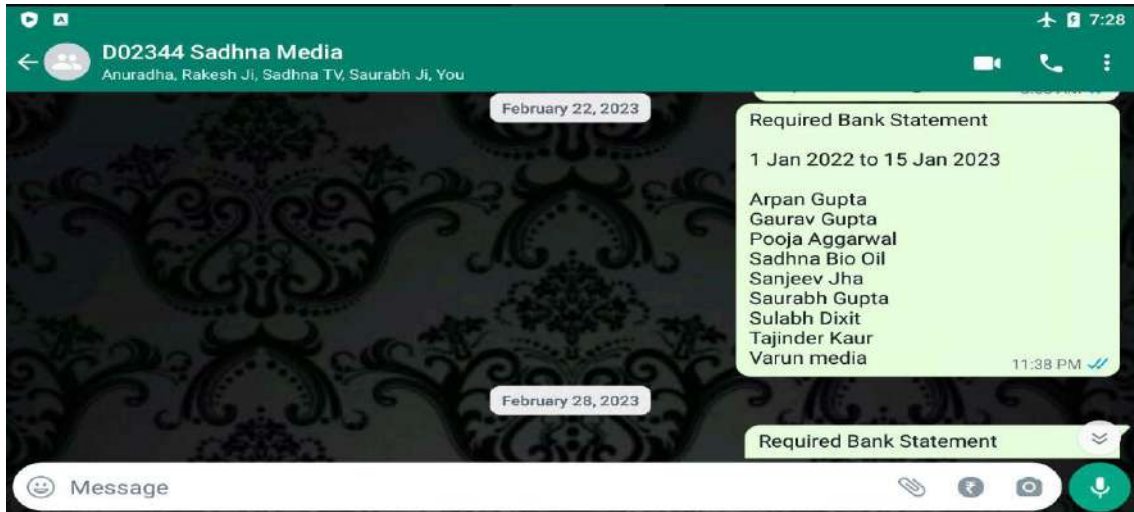 7:28
D02344 Sadhna Media
Anuradha, Rakesh Ji, Sadhna TV, Saurabh Ji, You
February 22, 2023
Required Bank Statement
1 Jan 2022 to 15 Jan 2023
Arpan Gupta
Gaurav Gupta
Pooja Aggarwal
Sadhna Bio Oil
Sanjeev Jha
Saurabh Gupta
Sulabh Dixit
Tajinder Kaur
Varun media
11:38 PM
February 28, 2023
Required Bank Statement
Message